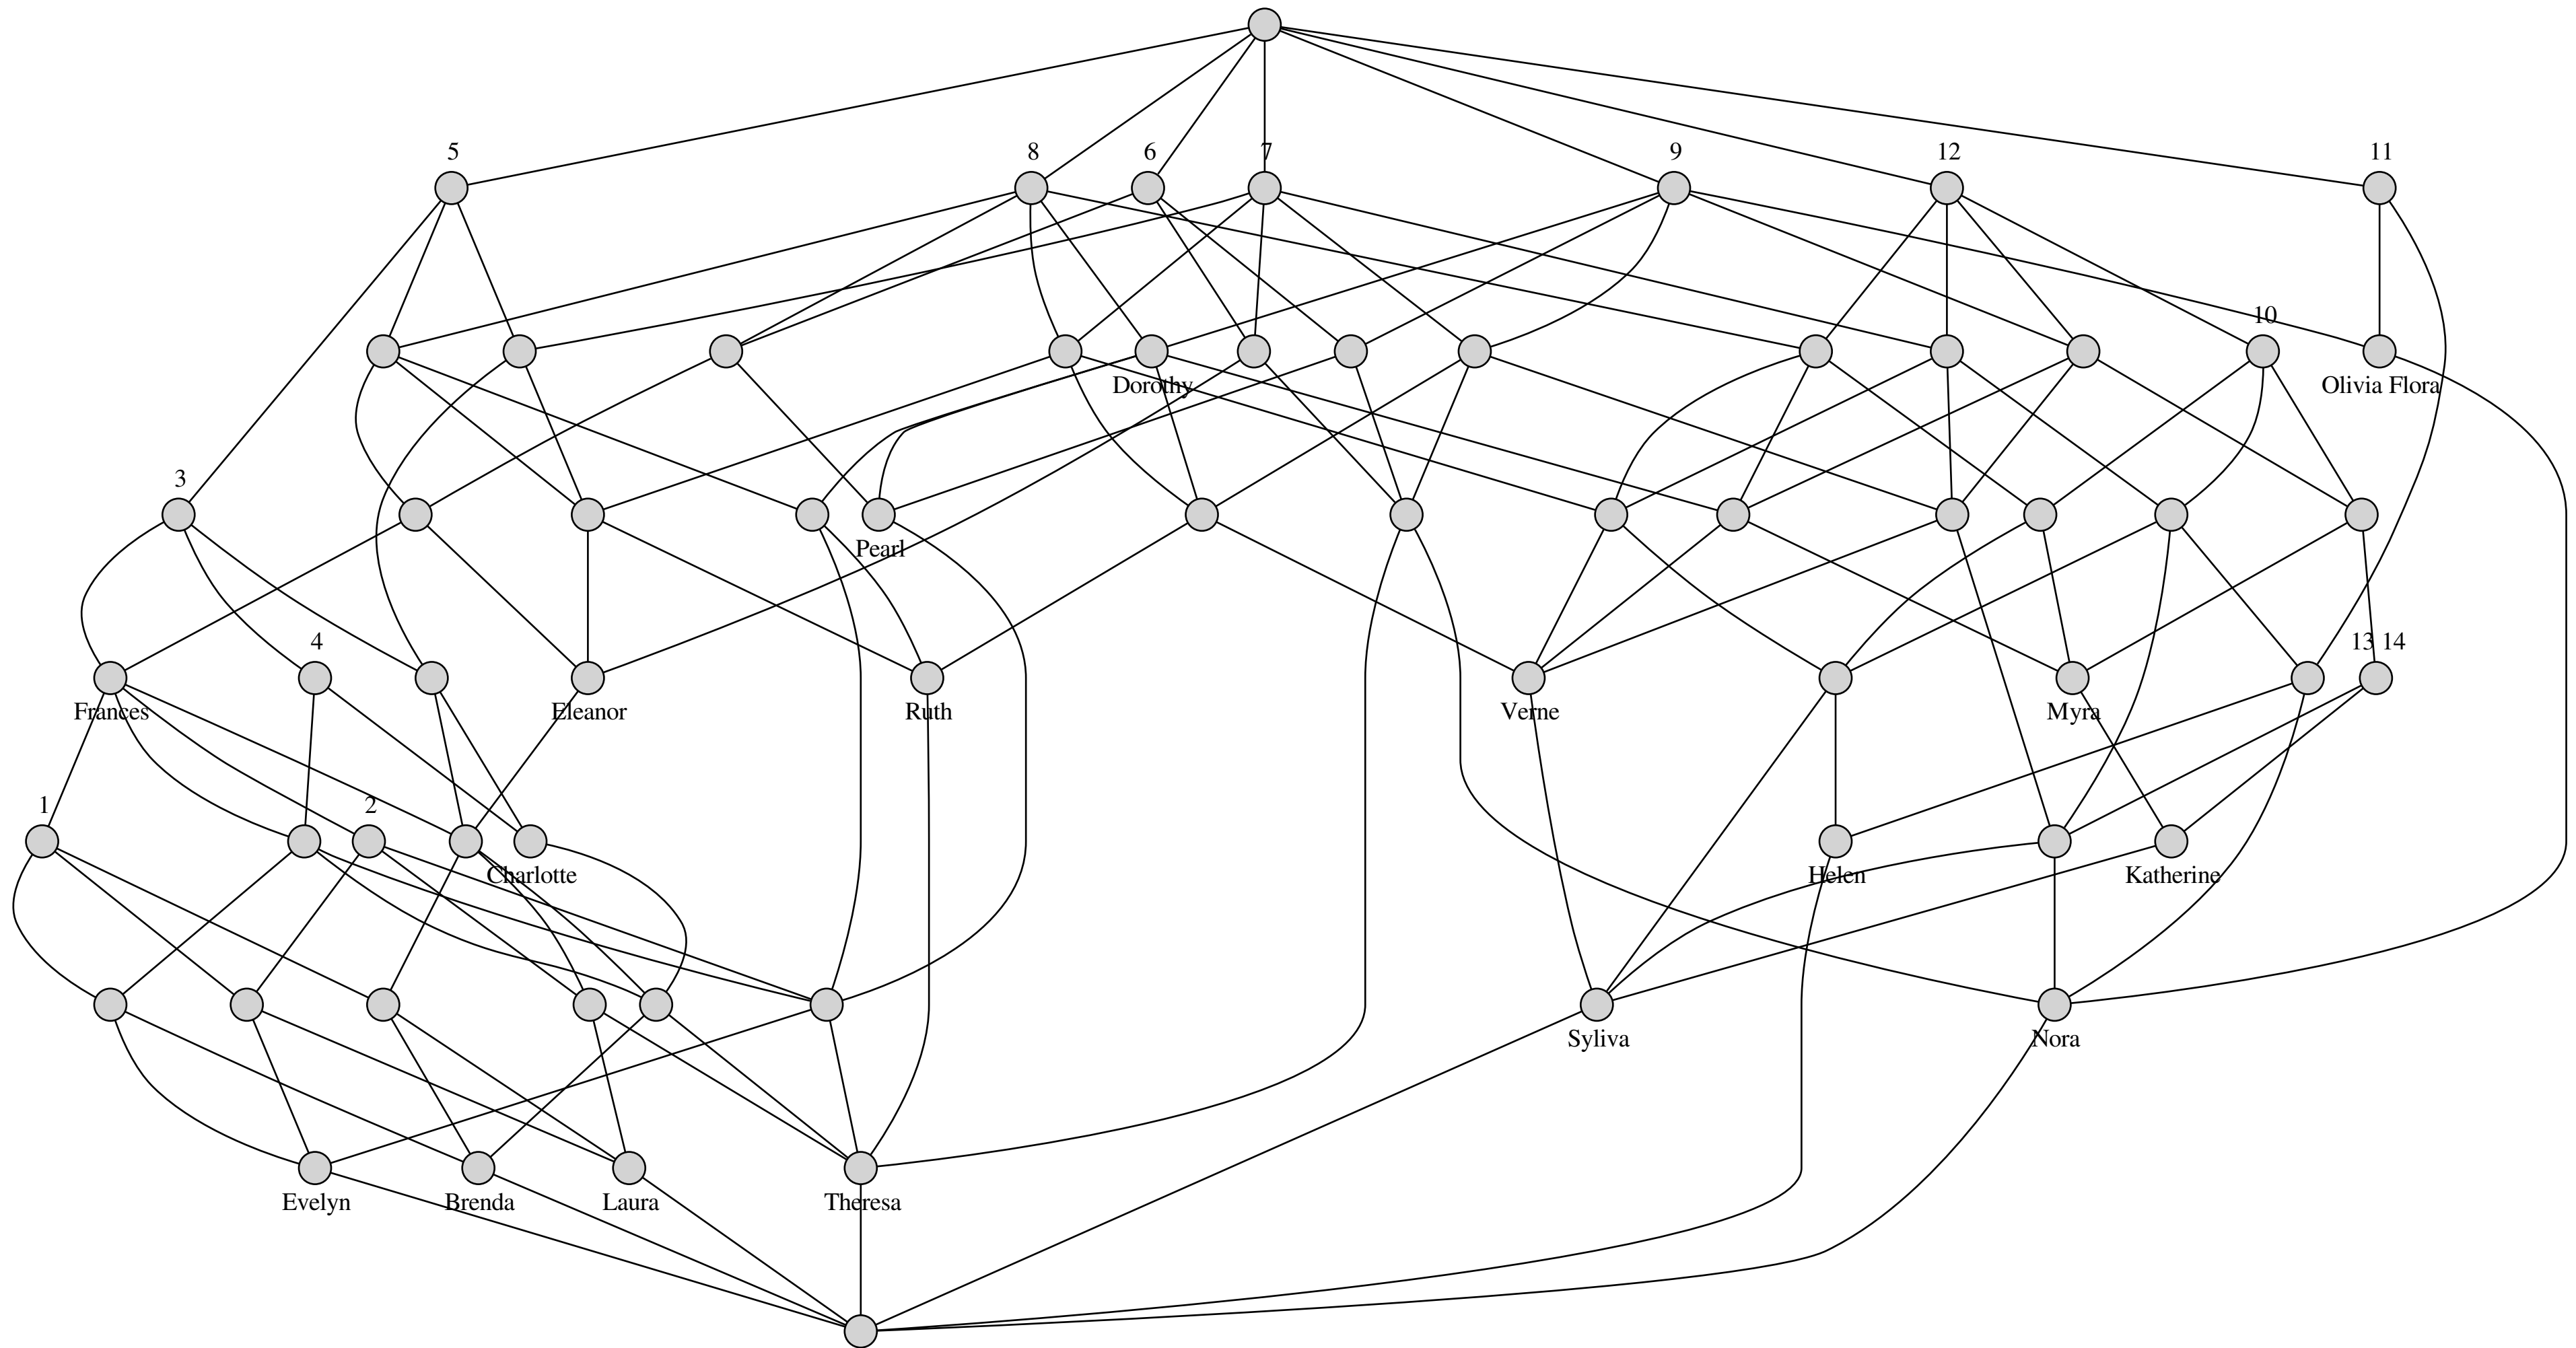 5
8
6
7
9
12
11
10
Dorothy
Olivia Flora
3
Pearl
4
13 14
Frances
Eleanor
Ruth
Verne
Myra
1
2
Charlotte
Helen
Katherine
Syliva
Nora
Evelyn
Brenda
Laura
Theresa